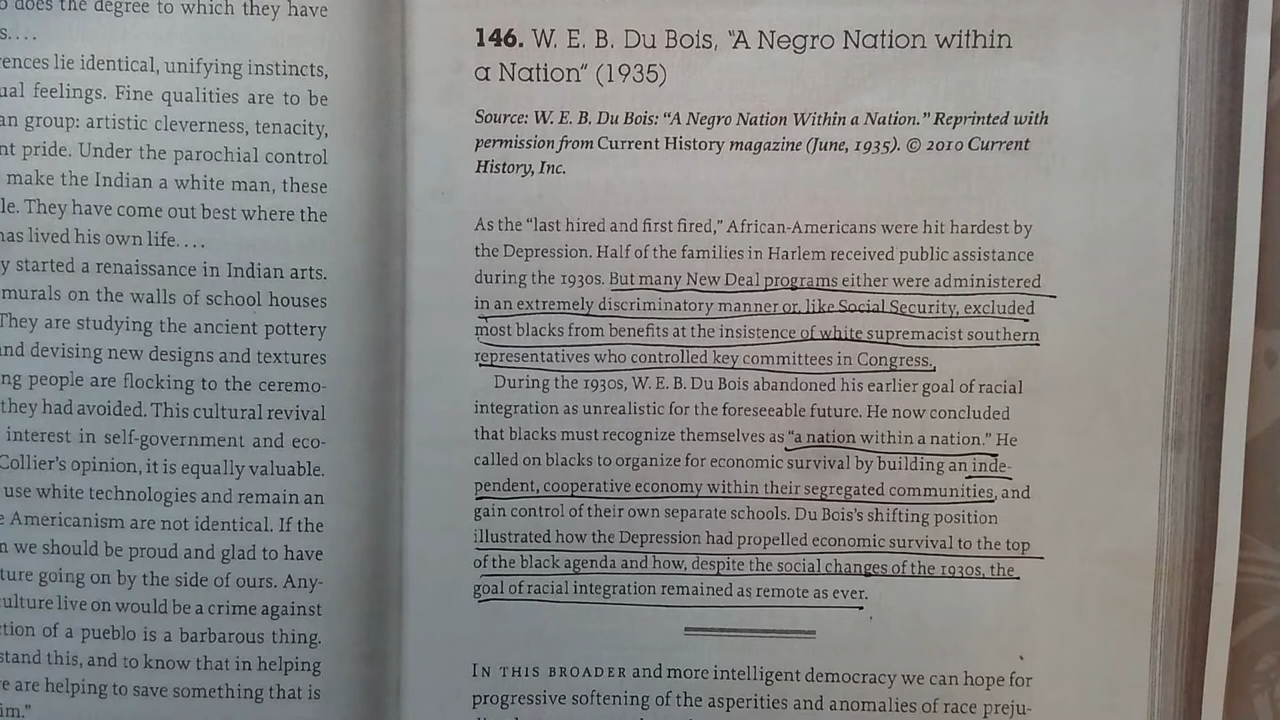 does the degree to which they have
s....
ences lie identical, unifying instincts,
ual feelings. Fine qualities are to be
an group: artistic cleverness, tenacity,
nt pride. Under the parochial control
make the Indian a white man, these
le. They have come out best where the
has lived his own life....
y started a renaissance in Indian arts.
murals on the walls of school houses
They are studying the ancient pottery
nd devising new designs and textures
ng people are flocking to the ceremo-
they had avoided. This cultural revival
interest in self-government and eco-
Collier's opinion, it is equally valuable.
use white technologies and remain an
e Americanism are not identical. If the
n we should be proud and glad to have
ture going on by the side of ours. Any-
culture live on would be a crime against
ction of a pueblo is a barbarous thing.
stand this, and to know that in helping
re are helping to save something that is
im."
146. W. E. B. Du Bois, "A Negro Nation within
a Nation" (1935)
Source: W. E. B. Du Bois: "A Negro Nation Within a Nation." Reprinted with
permission from Current History magazine (June, 1935). © 2010 Current
History, Inc.
As the "last hired and first fired," African-Americans were hit hardest by
the Depression. Half of the families in Harlem received public assistance
during the 1930s. But many New Deal programs either were administered
in an extremely discriminatory manner or, like Social Security, excluded
most blacks from benefits at the insistence of white supremacist southern
representatives who controlled key committees in Congress.
During the 1930s, W. E. B. Du Bois abandoned his earlier goal of racial
integration as unrealistic for the foreseeable future. He now concluded
that blacks must recognize themselves as "a nation within a nation." He
called on blacks to organize for economic survival by building an inde-
pendent, cooperative economy within their segregated communities, and
gain control of their own separate schools. Du Bois's shifting position
illustrated how the Depression had propelled economic survival to the top
of the black agenda and how, despite the social changes of the 1930s, the
goal of racial integration remained as remote as ever.
IN THIS BROADER and more intelligent democracy we can hope for
progressive softening of the asperities and anomalies of race preju-